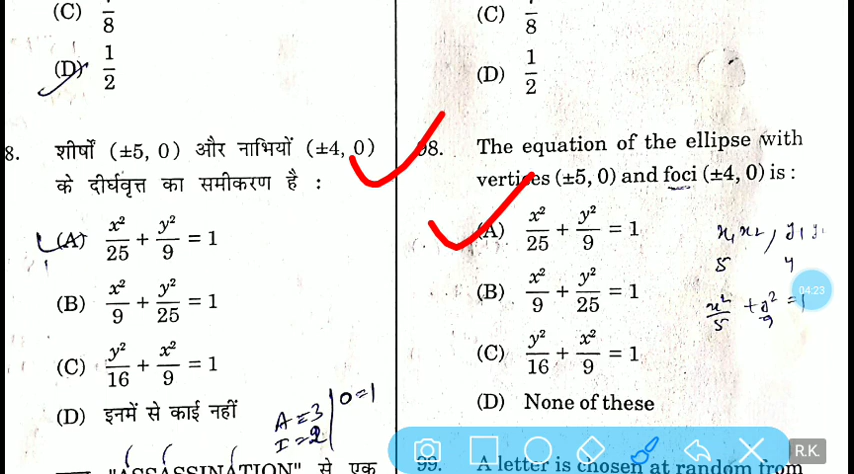 (C) 8
(D) 1/2
8. शीर्षों (±5, 0) और नाभियों (±4, 0)
के दीर्घवृत्त का समीकरण है :
(A) x²/25 + y²/9 = 1
(B) x²/9 + y²/25 = 1
(C) y²/16 + x²/9 = 1
(D) इनमें से काई नहीं
A=3 0=1
I=2
"ASSASSINATION" से एक
(C) 8
(D) 1/2
98. The equation of the ellipse with
vertices (±5, 0) and foci (±4, 0) is :
(A) x²/25 + y²/9 = 1
(B) x²/9 + y²/25 = 1
(C) y²/16 + x²/9 = 1
(D) None of these
5 4
x²/5 + y²/9 = 1
04:23
99. A letter is chosen at random from
R.K.